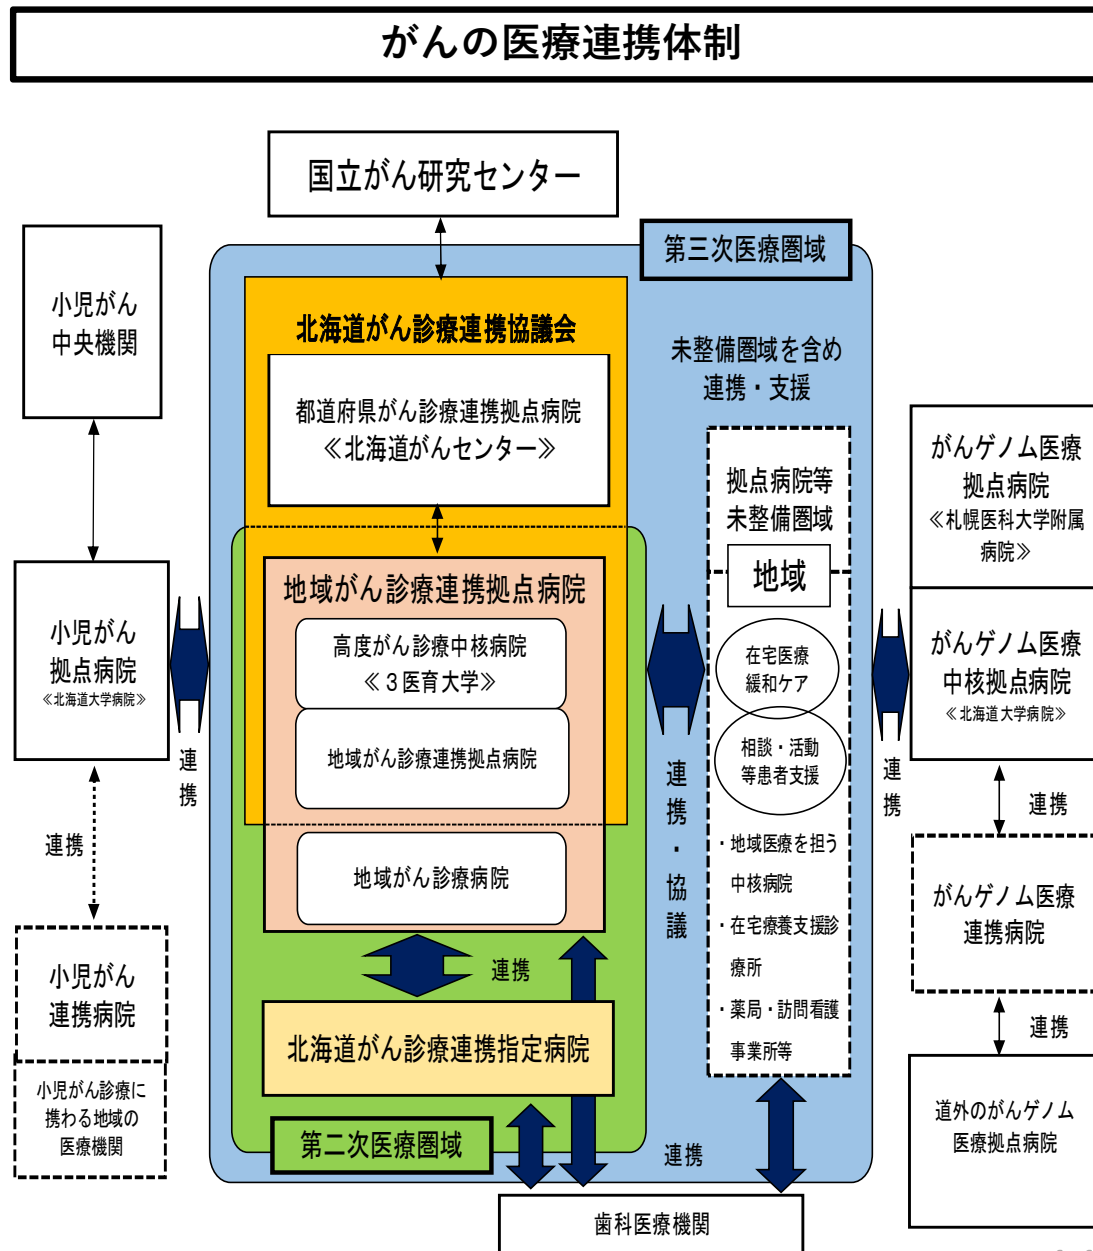 がんの医療連携体制
国立がん研究センター
第三次医療圏域
小児がん
中央機関
北海道がん診療連携協議会
都道府県がん診療連携拠点病院
≪北海道がんセンター≫
未整備圏域を含め
連携・支援
拠点病院等
未整備圏域
地域
在宅医療
緩和ケア
相談・活動
等患者支援
・地域医療を担う
中核病院
・在宅療養支援診
療所
・薬局・訪問看護
事業所等
がんゲノム医療
拠点病院
≪札幌医科大学附属
病院≫
がんゲノム医療
中核拠点病院
≪北海道大学病院≫
連携
がんゲノム医療
連携病院
連携
道外のがんゲノム
医療拠点病院
小児がん
拠点病院
≪北海道大学病院≫
連携
小児がん
連携病院
小児がん診療に
携わる地域の
医療機関
連携
地域がん診療連携拠点病院
高度がん診療中核病院
≪３医育大学≫
地域がん診療連携拠点病院
地域がん診療病院
連携・協議
連携
連携
北海道がん診療連携指定病院
第二次医療圏域
連携
歯科医療機関